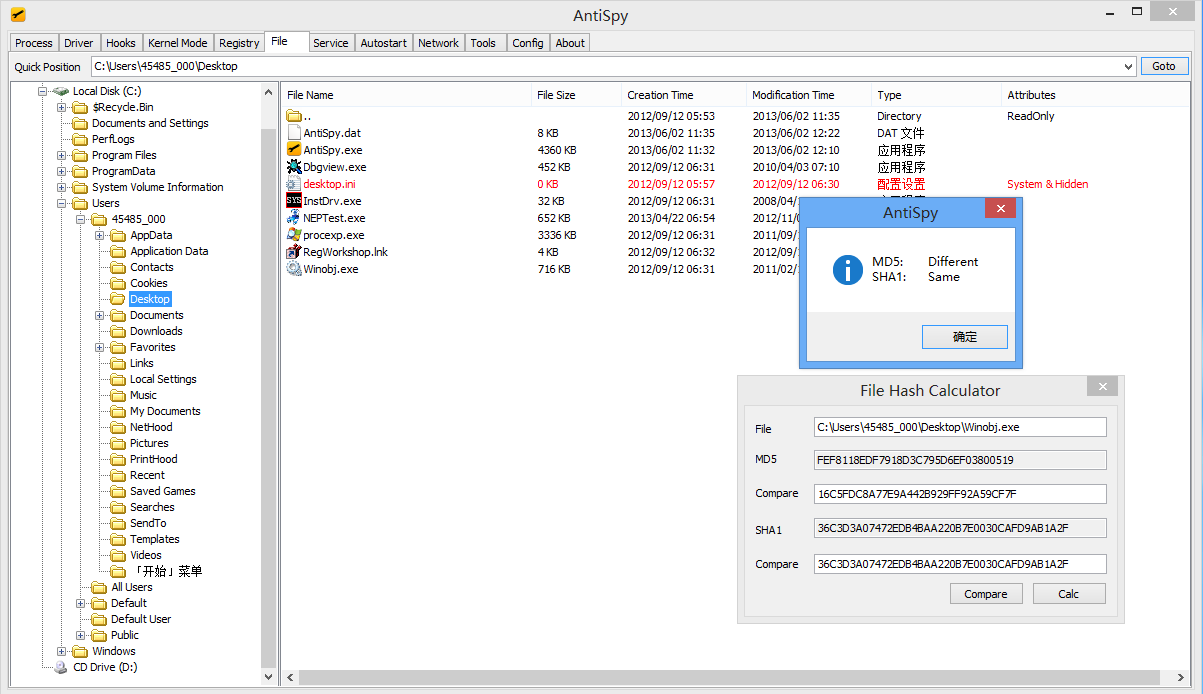 AntiSpy
Process Driver Hooks Kernel Mode Registry File Service Autostart Network Tools Config About
Quick Position C:\Users\45485_000\Desktop Goto
Local Disk (C:)
$Recycle.Bin
Documents and Settings
PerfLogs
Program Files
ProgramData
System Volume Information
Users
45485_000
AppData
Application Data
Contacts
Cookies
Desktop
Documents
Downloads
Favorites
Links
Local Settings
Music
My Documents
NetHood
Pictures
PrintHood
Recent
Saved Games
Searches
SendTo
Templates
Videos
「开始」菜单
All Users
Default
Default User
Public
Windows
CD Drive (D:)
File Name File Size Creation Time Modification Time Type Attributes
.. 2012/09/12 05:53 2013/06/02 11:35 Directory ReadOnly
AntiSpy.dat 8 KB 2013/06/02 11:35 2013/06/02 12:22 DAT 文件
AntiSpy.exe 4360 KB 2013/06/02 11:32 2013/06/02 12:10 应用程序
Dbgview.exe 452 KB 2012/09/12 06:31 2010/04/03 07:10 应用程序
desktop.ini 0 KB 2012/09/12 05:57 2012/09/12 06:30 配置设置 System & Hidden
SYS InstDrv.exe 32 KB 2012/09/12 06:31 2008/04/
NEPTest.exe 652 KB 2013/04/22 06:54 2012/11/0
procexp.exe 3336 KB 2012/09/12 06:31 2011/09/
RegWorkshop.lnk 4 KB 2012/09/12 06:32 2012/09/
Winobj.exe 716 KB 2012/09/12 06:31 2011/02/
AntiSpy
MD5: Different
SHA1: Same
确定
File Hash Calculator
File C:\Users\45485_000\Desktop\Winobj.exe
MD5 FEF8118EDF7918D3C795D6EF03800519
Compare 16C5FDC8A77E9A442B929FF92A59CF7F
SHA1 36C3D3A07472EDB4BAA220B7E0030CAFD9AB1A2F
Compare 36C3D3A07472EDB4BAA220B7E0030CAFD9AB1A2F
Compare Calc